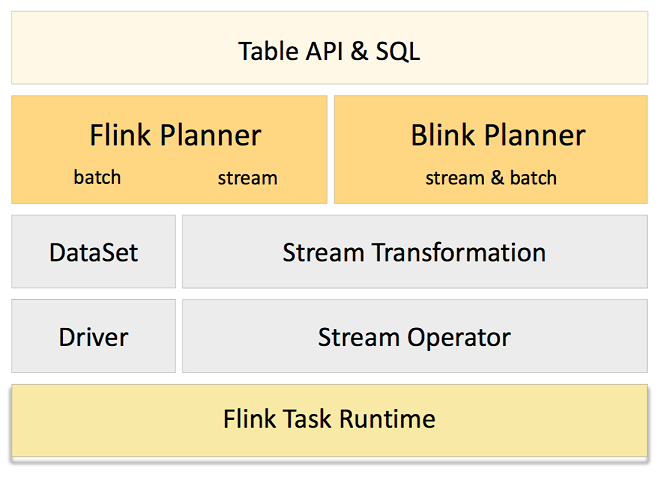 Table API & SQL
Flink Planner
batch stream
Blink Planner
stream & batch
DataSet
Stream Transformation
Driver
Stream Operator
Flink Task Runtime